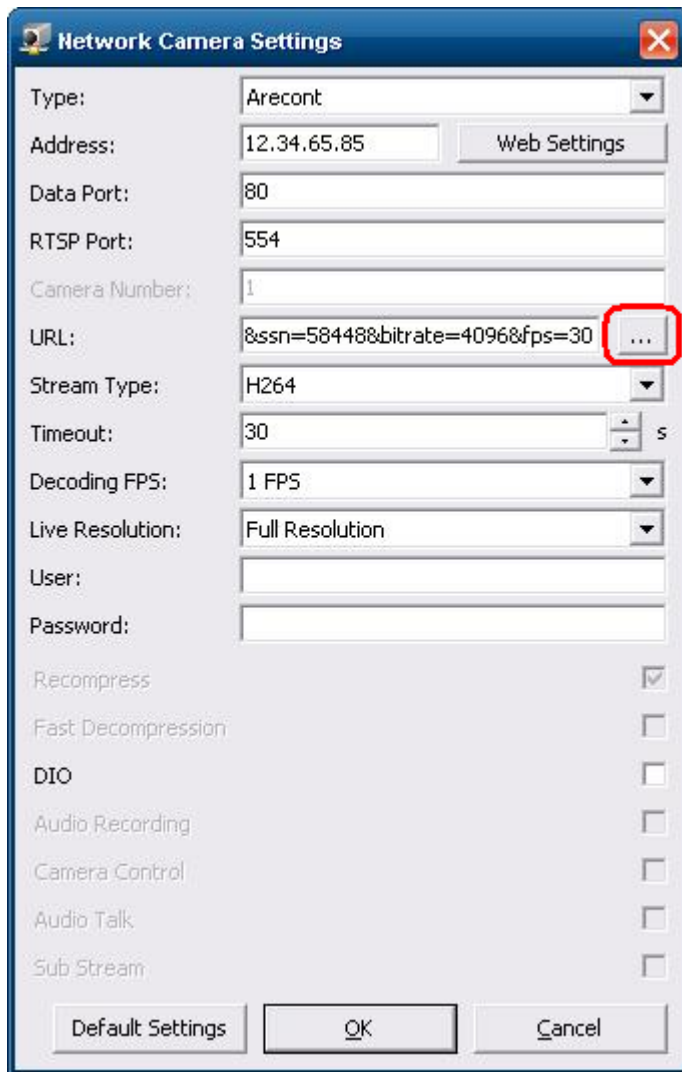 Network Camera Settings
Type: Arecont
Address: 12.34.65.85 Web Settings
Data Port: 80
RTSP Port: 554
Camera Number: 1
URL: &ssn=58448&bitrate=4096&fps=30 ...
Stream Type: H264
Timeout: 30 s
Decoding FPS: 1 FPS
Live Resolution: Full Resolution
User:
Password:
Recompress
Fast Decompression
DIO
Audio Recording
Camera Control
Audio Talk
Sub Stream
Default Settings OK Cancel